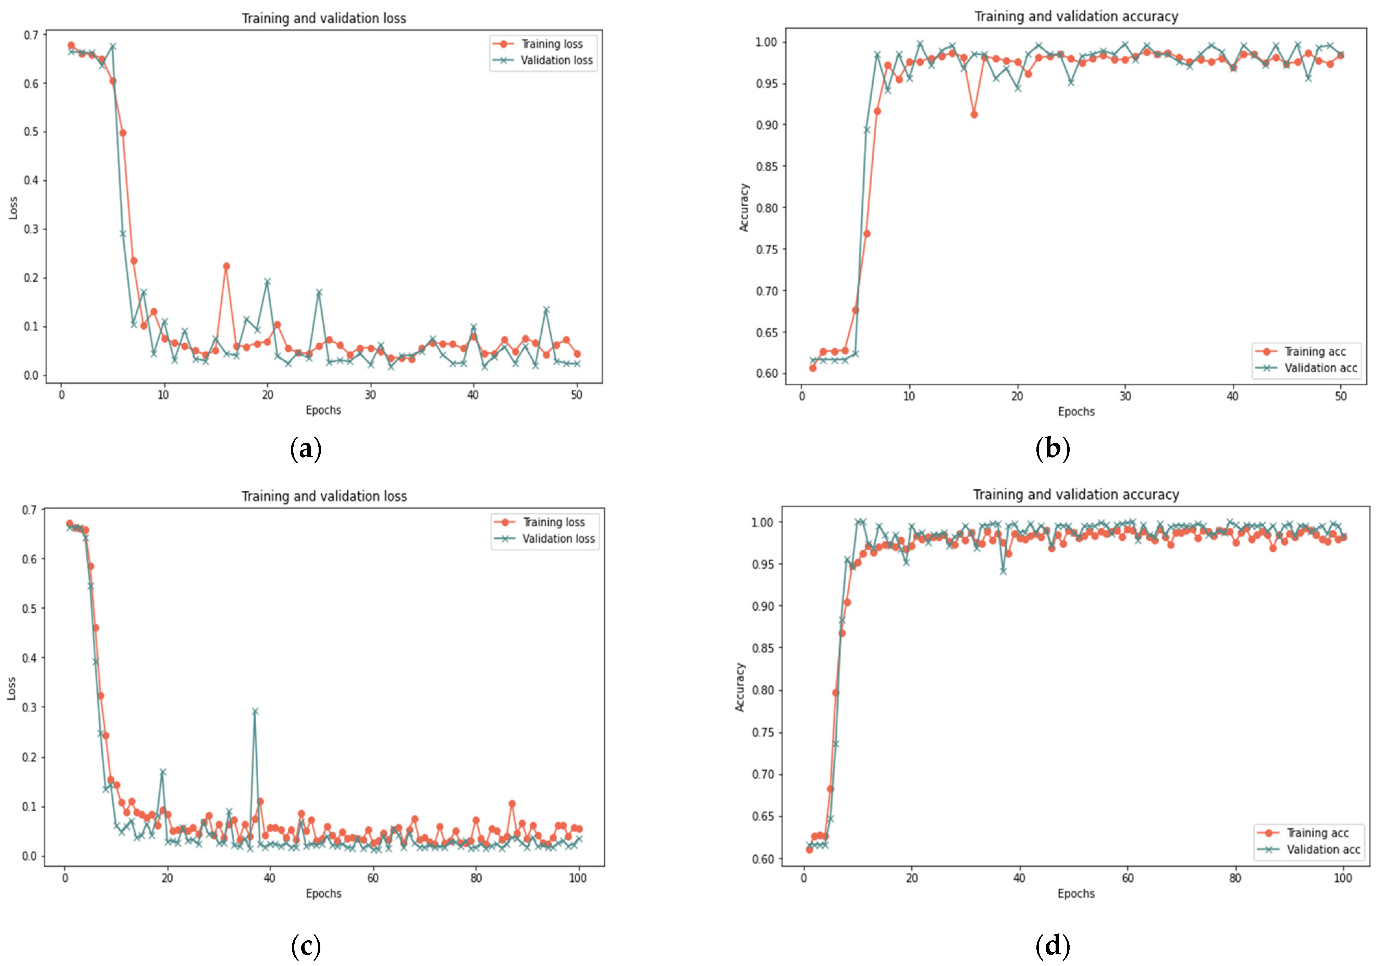 Training and validation loss
0.7
0.6
0.5
0.4
0.3
0.2
0.1
0.0
Loss
0
10
20
30
40
50
Epochs
Training loss
Validation loss
(a)
Training and validation accuracy
1.00
0.95
0.90
0.85
0.80
0.75
0.70
0.65
0.60
Accuracy
0
10
20
30
40
50
Epochs
Training acc
Validation acc
(b)
Training and validation loss
0.7
0.6
0.5
0.4
0.3
0.2
0.1
0.0
Loss
0
20
40
60
80
100
Epochs
Training loss
Validation loss
(c)
Training and validation accuracy
1.00
0.95
0.90
0.85
0.80
0.75
0.70
0.65
0.60
Accuracy
0
20
40
60
80
100
Epochs
Training acc
Validation acc
(d)